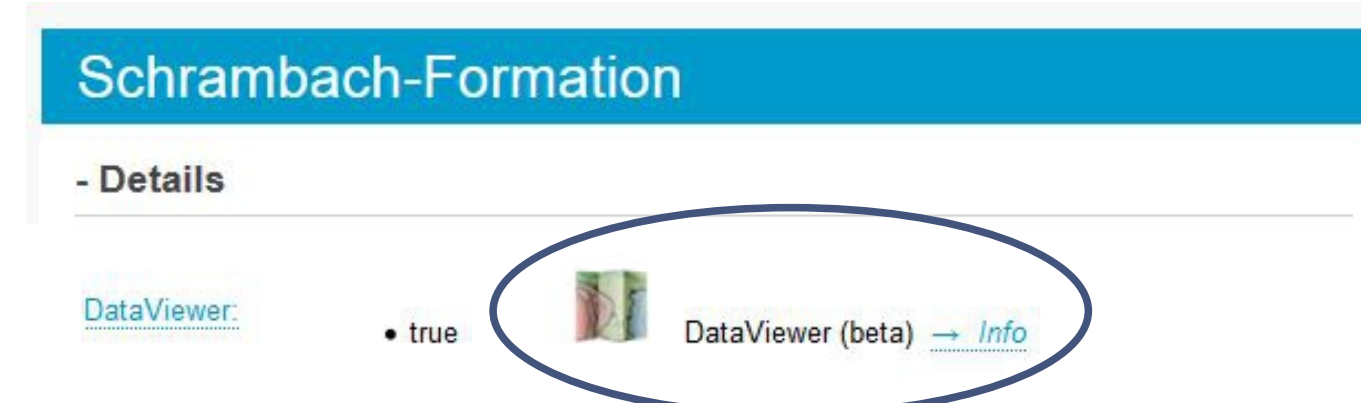 Schrambach-Formation
- Details
DataViewer: • true DataViewer (beta) → Info